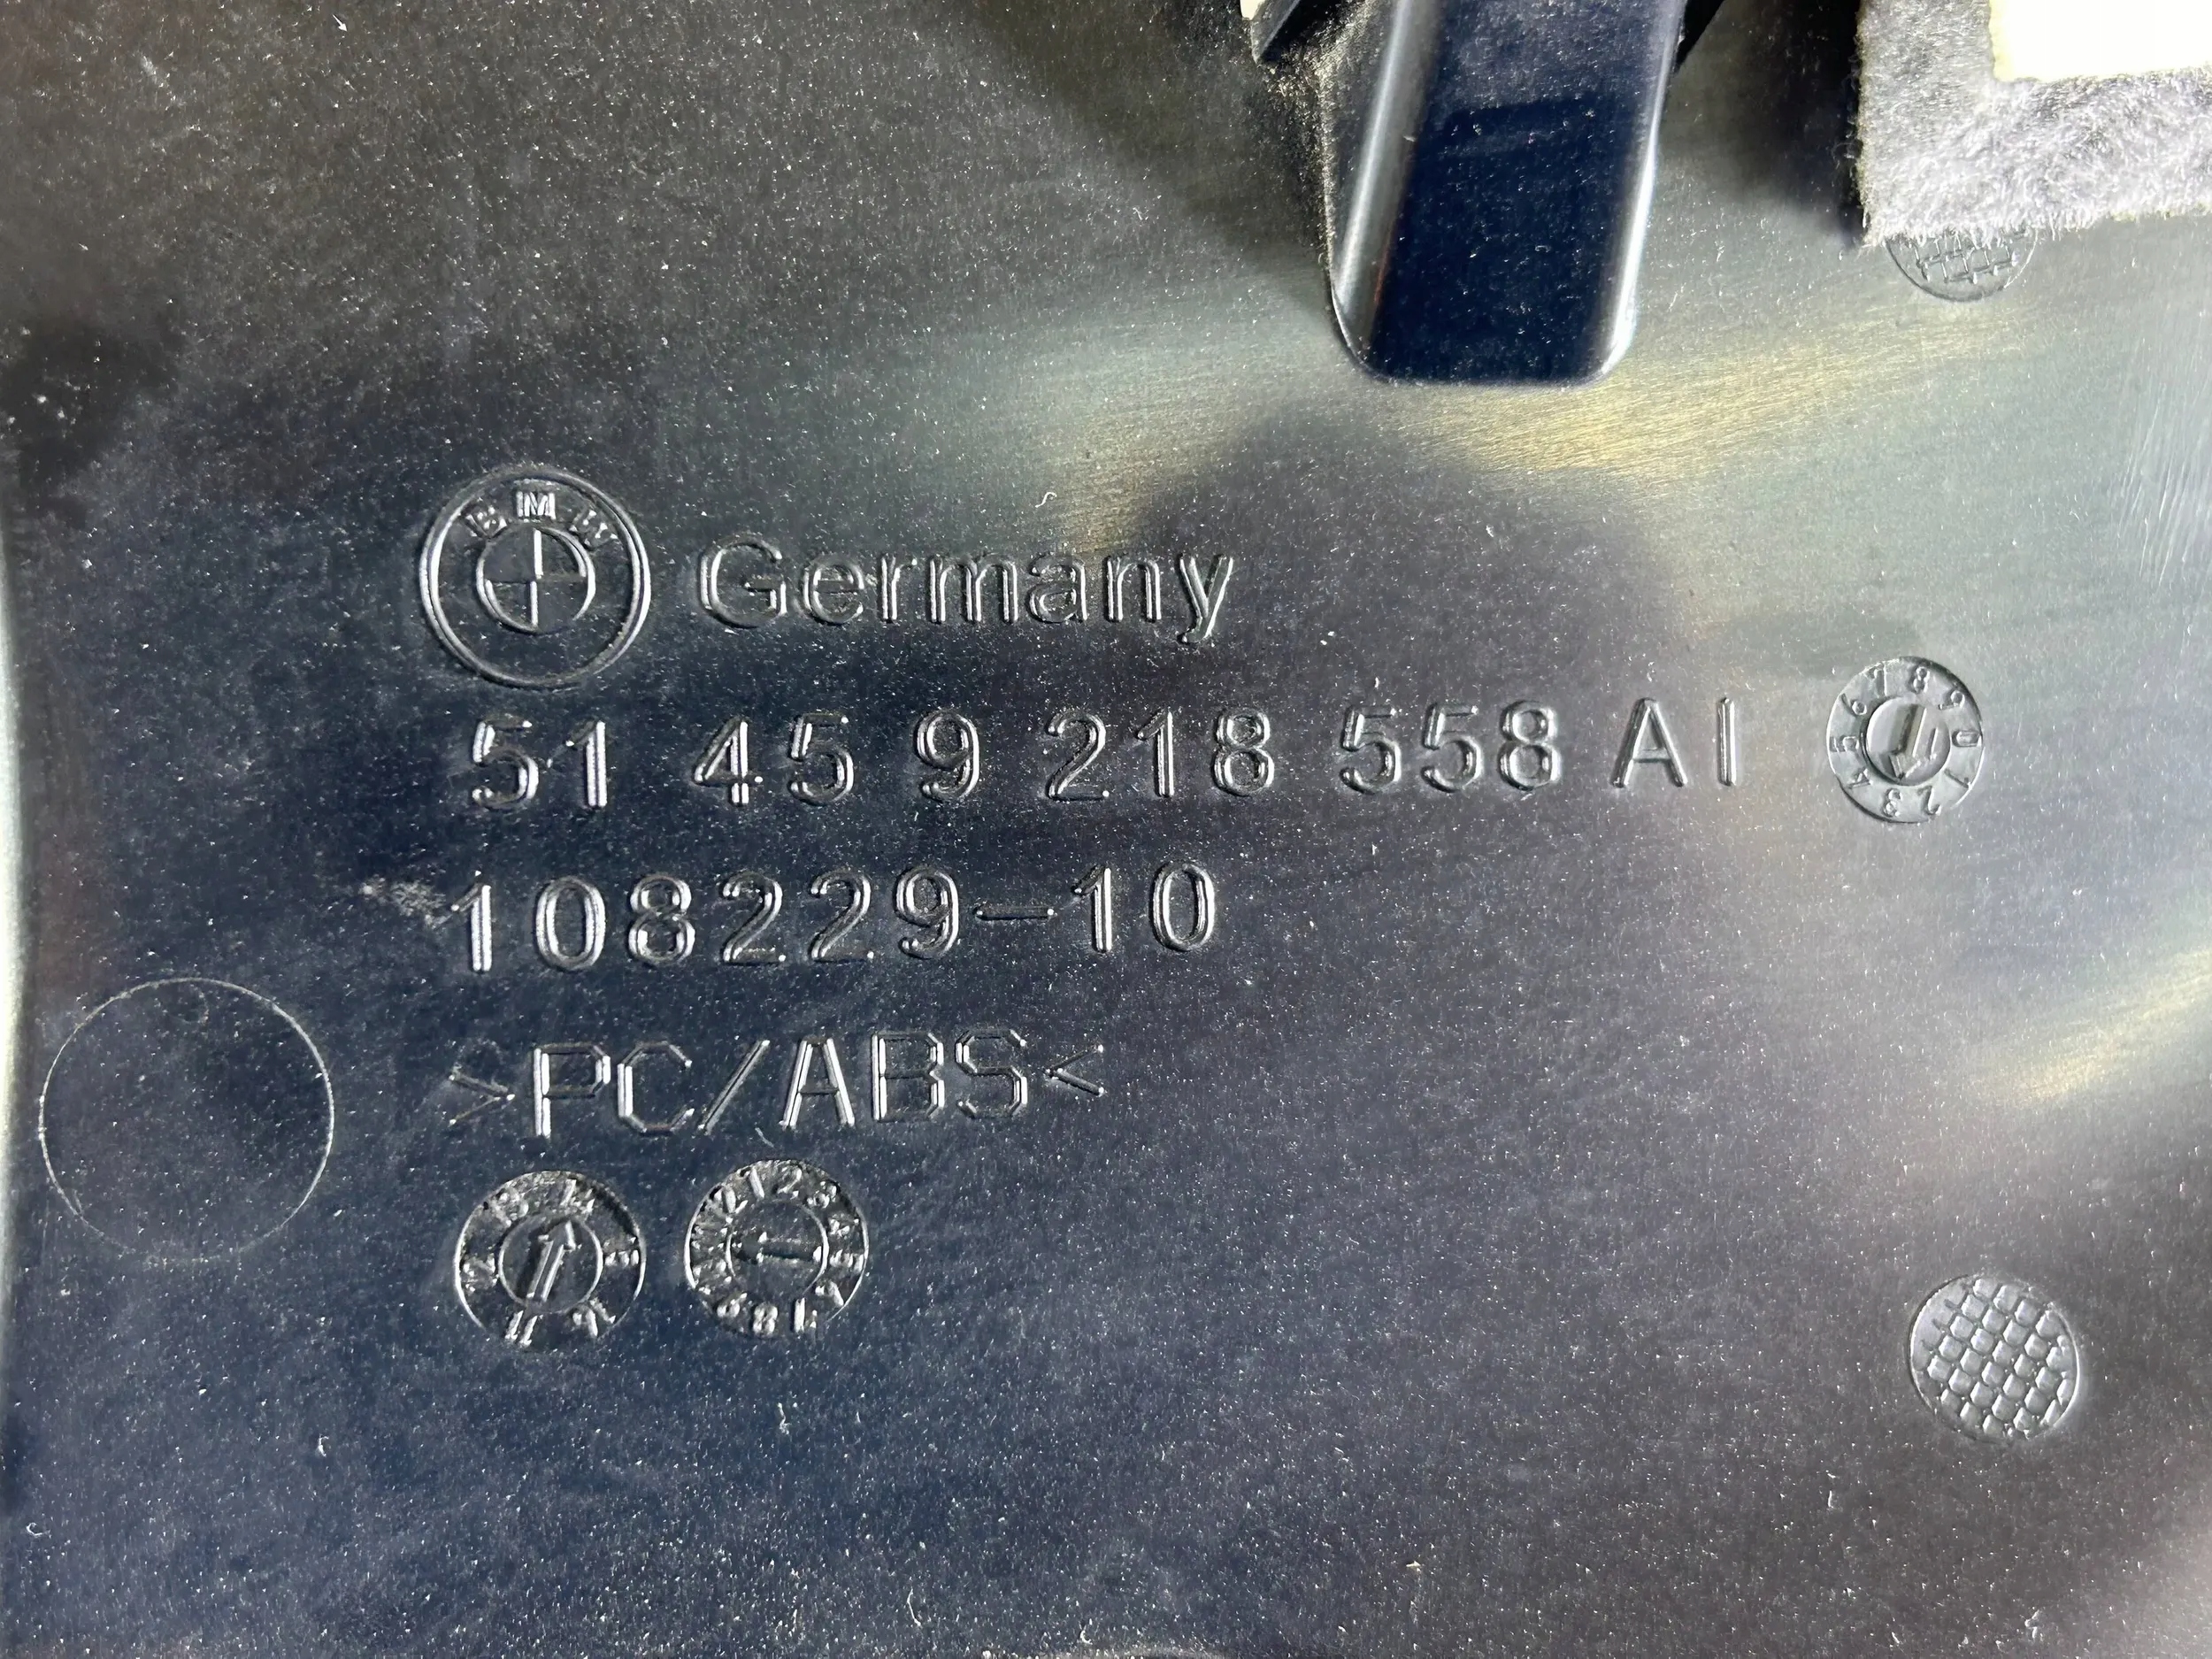 BMW Germany
51 45 9 218 558 AI
108229-10
>PC/ABS<